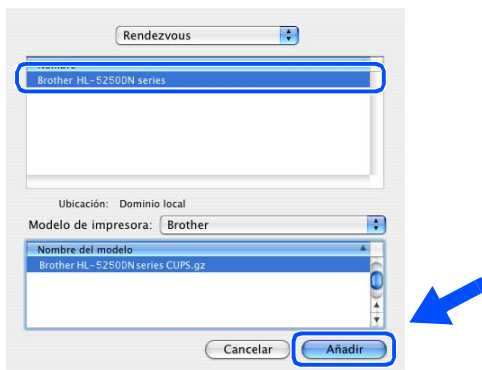 Rendezvous
Nombre
Brother HL-5250DN series
Ubicación: Dominio local
Modelo de impresora: Brother
Nombre del modelo
Brother HL-5250DN series CUPS.gz
Cancelar Añadir